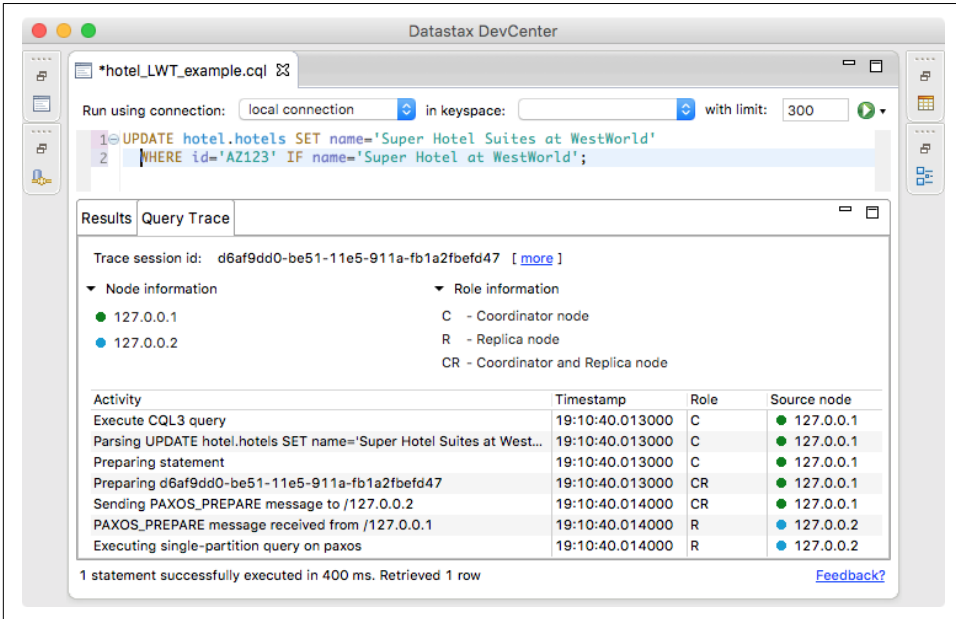 Datastax DevCenter
*hotel_LWT_example.cql
Run using connection: local connection in keyspace: with limit: 300
1 UPDATE hotel.hotels SET name='Super Hotel Suites at WestWorld'
2 WHERE id='AZ123' IF name='Super Hotel at WestWorld';
Results Query Trace
Trace session id: d6af9dd0-be51-11e5-911a-fb1a2fbefd47 [ more ]
Node information Role information
127.0.0.1 C - Coordinator node
127.0.0.2 R - Replica node
CR - Coordinator and Replica node
Activity Timestamp Role Source node
Execute CQL3 query 19:10:40.013000 C 127.0.0.1
Parsing UPDATE hotel.hotels SET name='Super Hotel Suites at West... 19:10:40.013000 C 127.0.0.1
Preparing statement 19:10:40.013000 C 127.0.0.1
Preparing d6af9dd0-be51-11e5-911a-fb1a2fbefd47 19:10:40.013000 CR 127.0.0.1
Sending PAXOS_PREPARE message to /127.0.0.2 19:10:40.014000 CR 127.0.0.1
PAXOS_PREPARE message received from /127.0.0.1 19:10:40.014000 R 127.0.0.2
Executing single-partition query on paxos 19:10:40.014000 R 127.0.0.2
1 statement successfully executed in 400 ms. Retrieved 1 row Feedback?